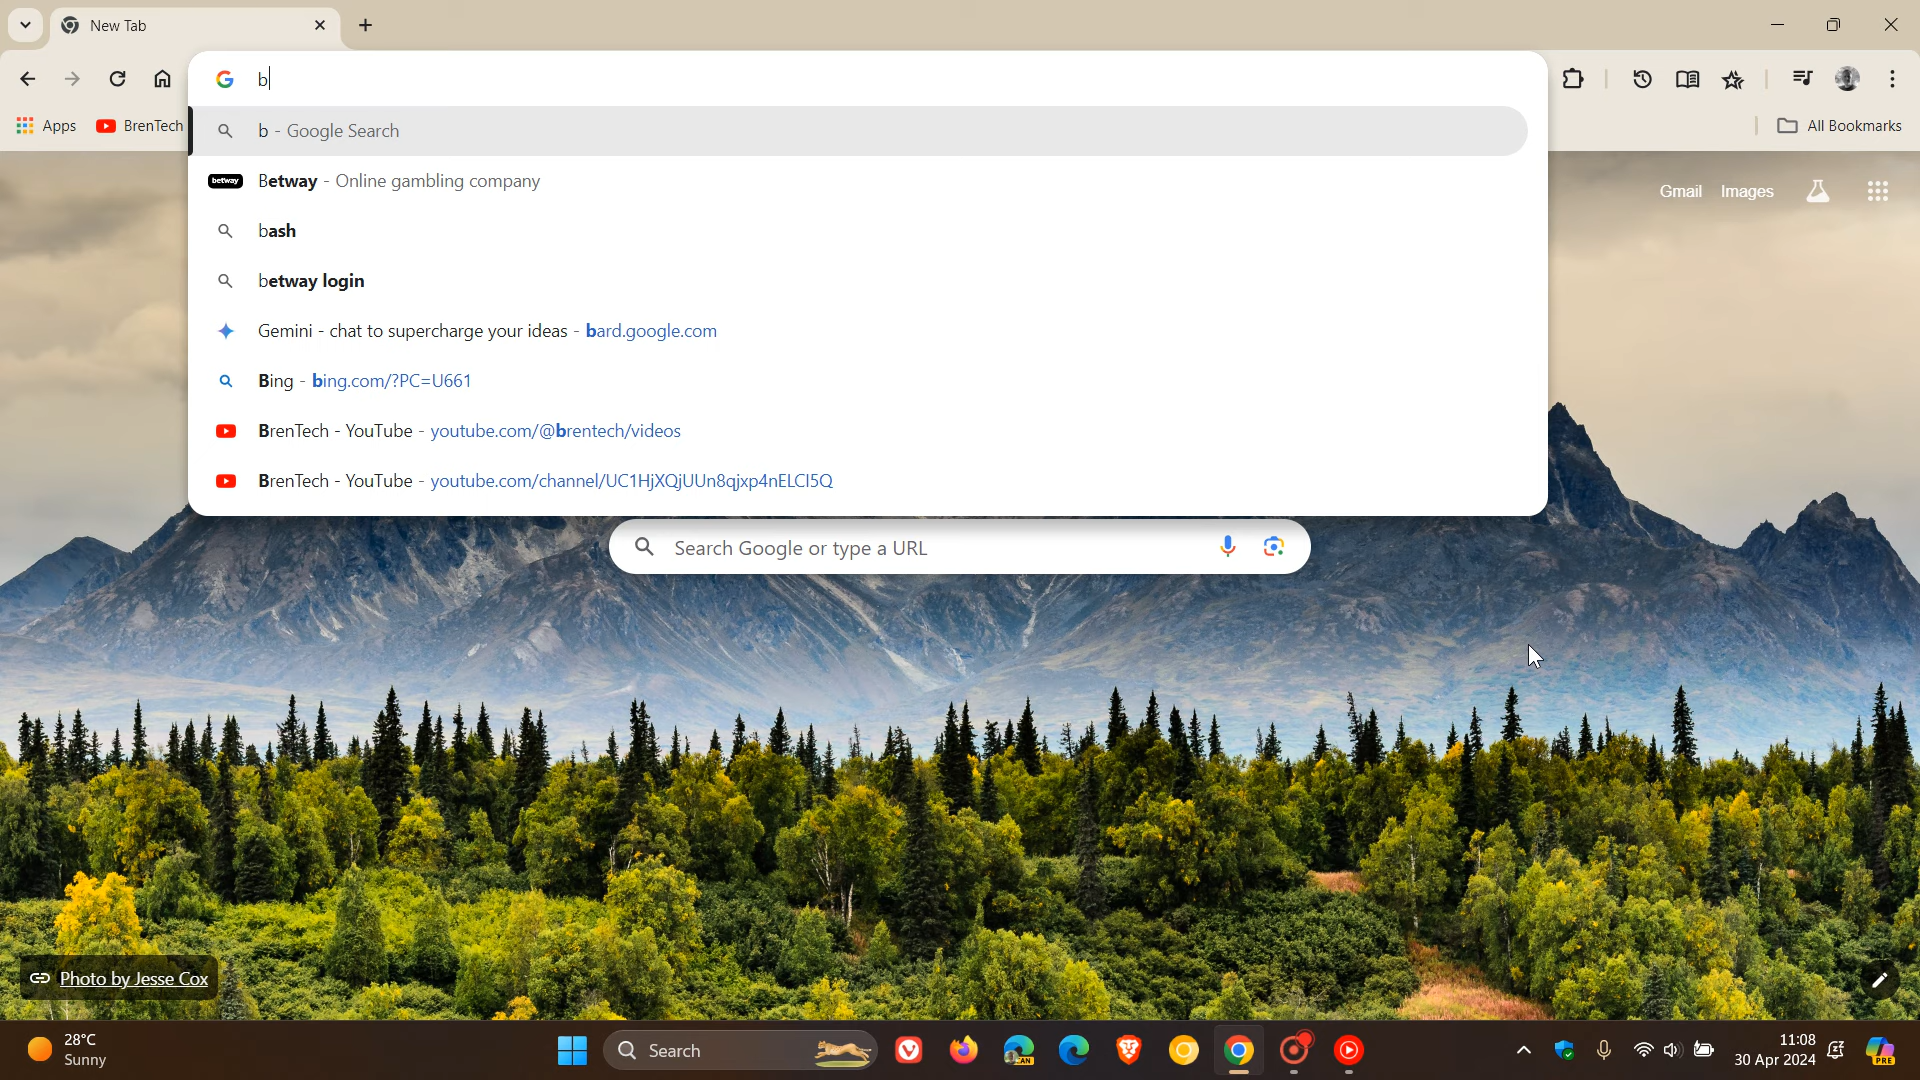 New Tab
b
Apps
BrenTech
All Bookmarks
b - Google Search
betway
Betway - Online gambling company
bash
betway login
Gemini - chat to supercharge your ideas - bard.google.com
Bing - bing.com/?PC=U661
BrenTech - YouTube - youtube.com/@brentech/videos
BrenTech - YouTube - youtube.com/channel/UC1HjXQjUUn8qjxp4nELCI5Q
Gmail Images
Search Google or type a URL
Photo by Jesse Cox
28°C
Sunny
Search
CAN
11:08
30 Apr 2024
PRE